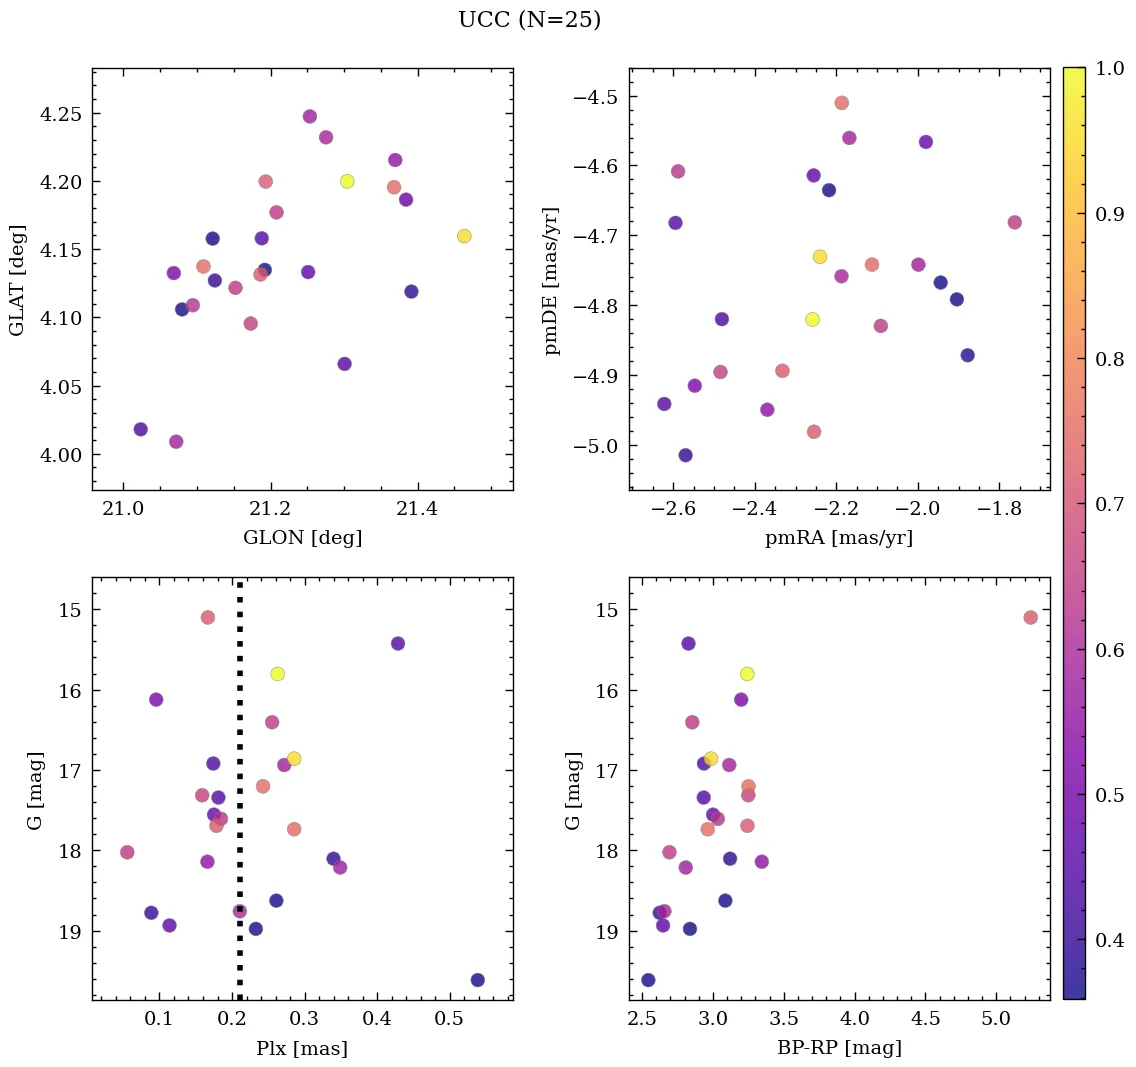 UCC (N=25)
4.25
4.20
4.15
4.10
4.05
4.00
GLAT [deg]
21.0 21.2 21.4
GLON [deg]
−4.5
−4.6
−4.7
−4.8
−4.9
−5.0
pmDE [mas/yr]
−2.6 −2.4 −2.2 −2.0 −1.8
pmRA [mas/yr]
15
16
17
18
19
G [mag]
0.1 0.2 0.3 0.4 0.5
Plx [mas]
15
16
17
18
19
G [mag]
2.5 3.0 3.5 4.0 4.5 5.0
BP-RP [mag]
1.0
0.9
0.8
0.7
0.6
0.5
0.4